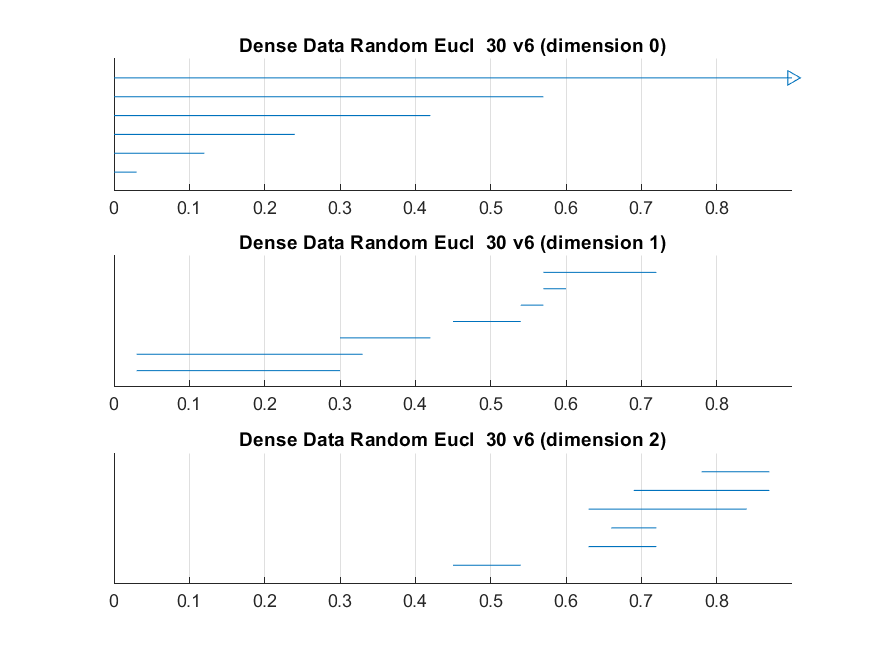 Dense Data Random Eucl  30 v6 (dimension 0)
0 0.1 0.2 0.3 0.4 0.5 0.6 0.7 0.8
Dense Data Random Eucl  30 v6 (dimension 1)
0 0.1 0.2 0.3 0.4 0.5 0.6 0.7 0.8
Dense Data Random Eucl  30 v6 (dimension 2)
0 0.1 0.2 0.3 0.4 0.5 0.6 0.7 0.8